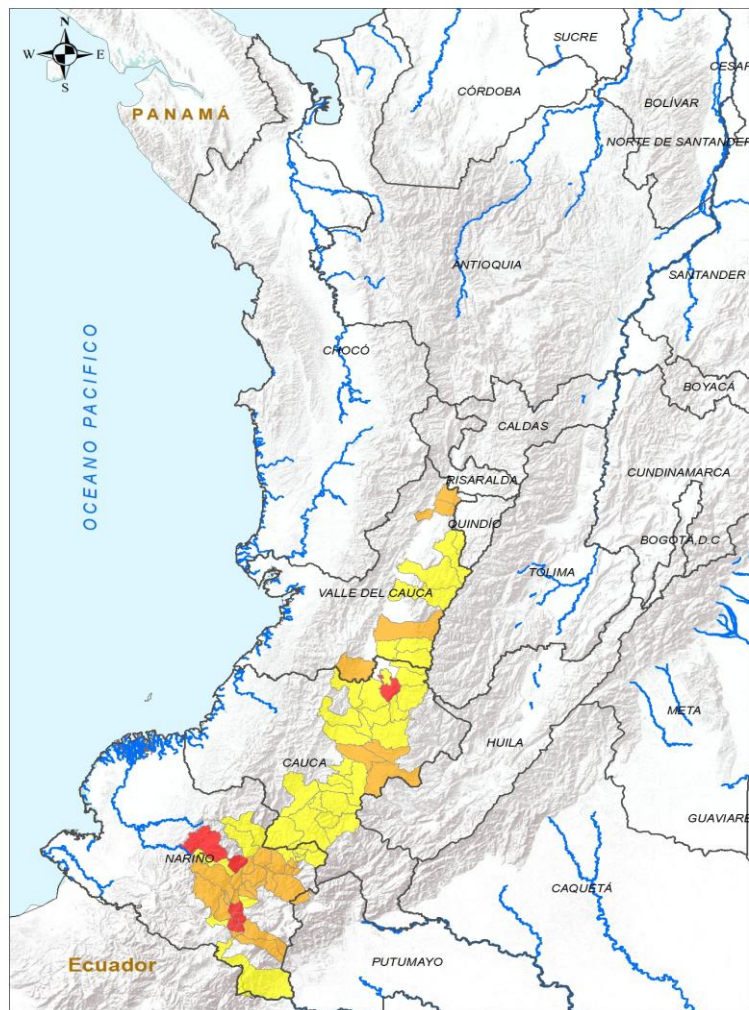 SUCRE
N
W E
S
CESAR
CÓRDOBA
BOLÍVAR
PANAMÁ
NORTE DE SANTANDER
ANTIOQUIA
SANTANDER
OCEANO PACIFICO
CHOCÓ
BOYACÁ
CALDAS
CUNDINAMARCA
RISARALDA
QUINDÍO
BOGOTÁ, D.C
TOLIMA
VALLE DEL CAUCA
META
HUILA
CAUCA
GUAVIARE
NARIÑO
CAQUETÁ
PUTUMAYO
Ecuador